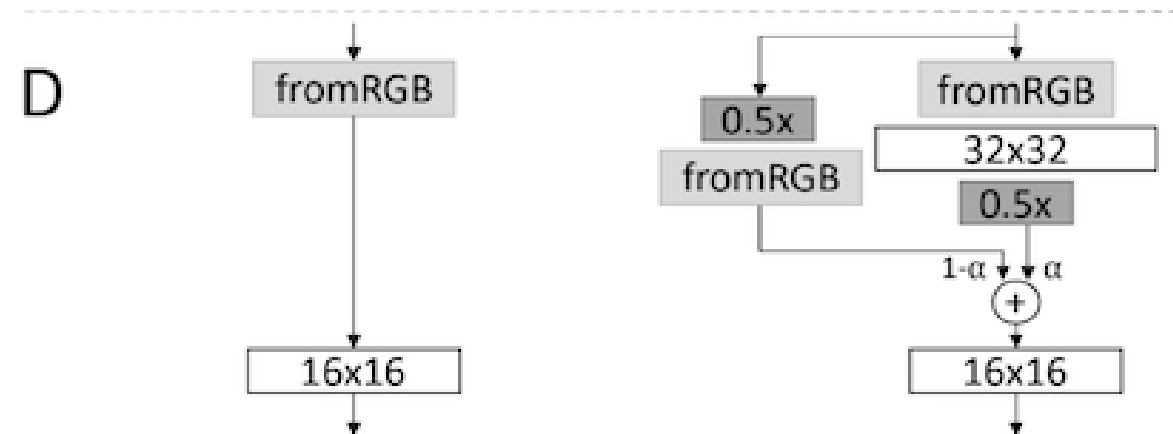 D
fromRGB
16x16
0.5x
fromRGB
fromRGB
32x32
0.5x
1-α
α
+
16x16